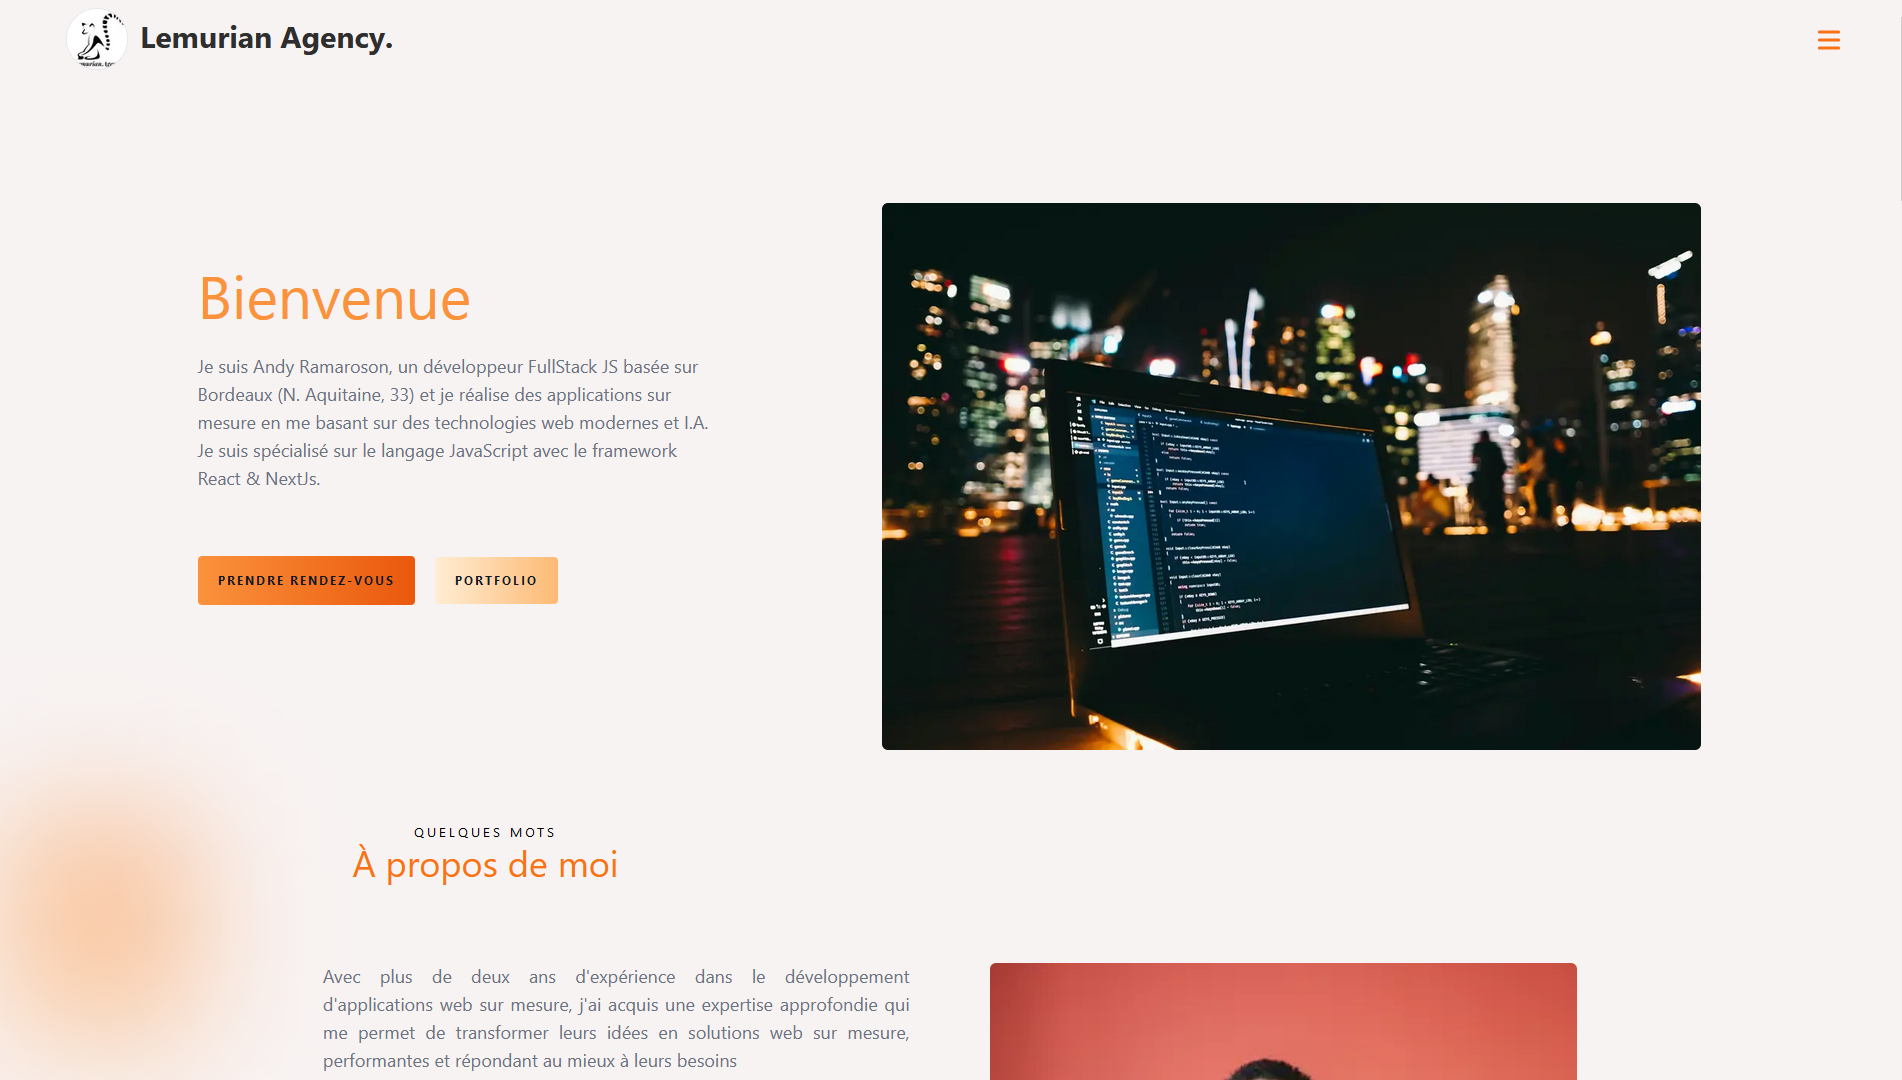 Lemurian Agency.
Bienvenue
Je suis Andy Ramaroson, un développeur FullStack JS basée sur
Bordeaux (N. Aquitaine, 33) et je réalise des applications sur
mesure en me basant sur des technologies web modernes et I.A.
Je suis spécialisé sur le langage JavaScript avec le framework
React & NextJs.
PRENDRE RENDEZ-VOUS
PORTFOLIO
QUELQUES MOTS
À propos de moi
Avec plus de deux ans d'expérience dans le développement
d'applications web sur mesure, j'ai acquis une expertise approfondie qui
me permet de transformer leurs idées en solutions web sur mesure,
performantes et répondant au mieux à leurs besoins